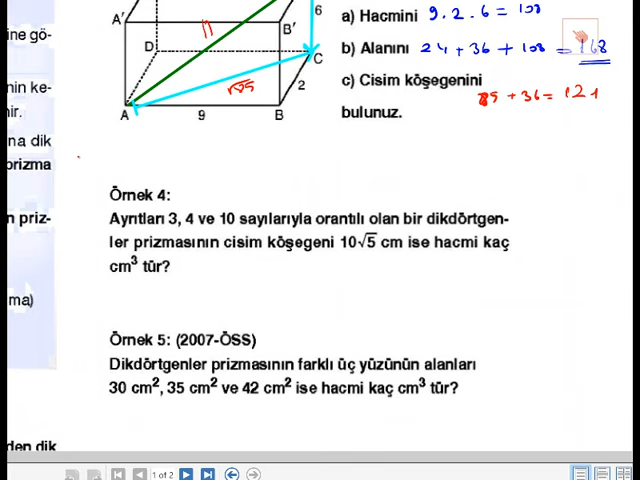 ine gö-
nin ke-
nir.
na dik
prizma
n priz-
ma)
den dik
A'
B'
D
C
A
B
9
2
6
11
√85
a) Hacmini 9.2.6 = 108
b) Alanını 24 + 36 + 108 = 168
c) Cisim köşegenini
85 + 36 = 121
bulunuz.
Örnek 4:
Ayrıtları 3, 4 ve 10 sayılarıyla orantılı olan bir dikdörtgen-
ler prizmasının cisim köşegeni 10√5 cm ise hacmi kaç
cm³ tür?
Örnek 5: (2007-ÖSS)
Dikdörtgenler prizmasının farklı üç yüzünün alanları
30 cm², 35 cm² ve 42 cm² ise hacmi kaç cm³ tür?
1 of 2